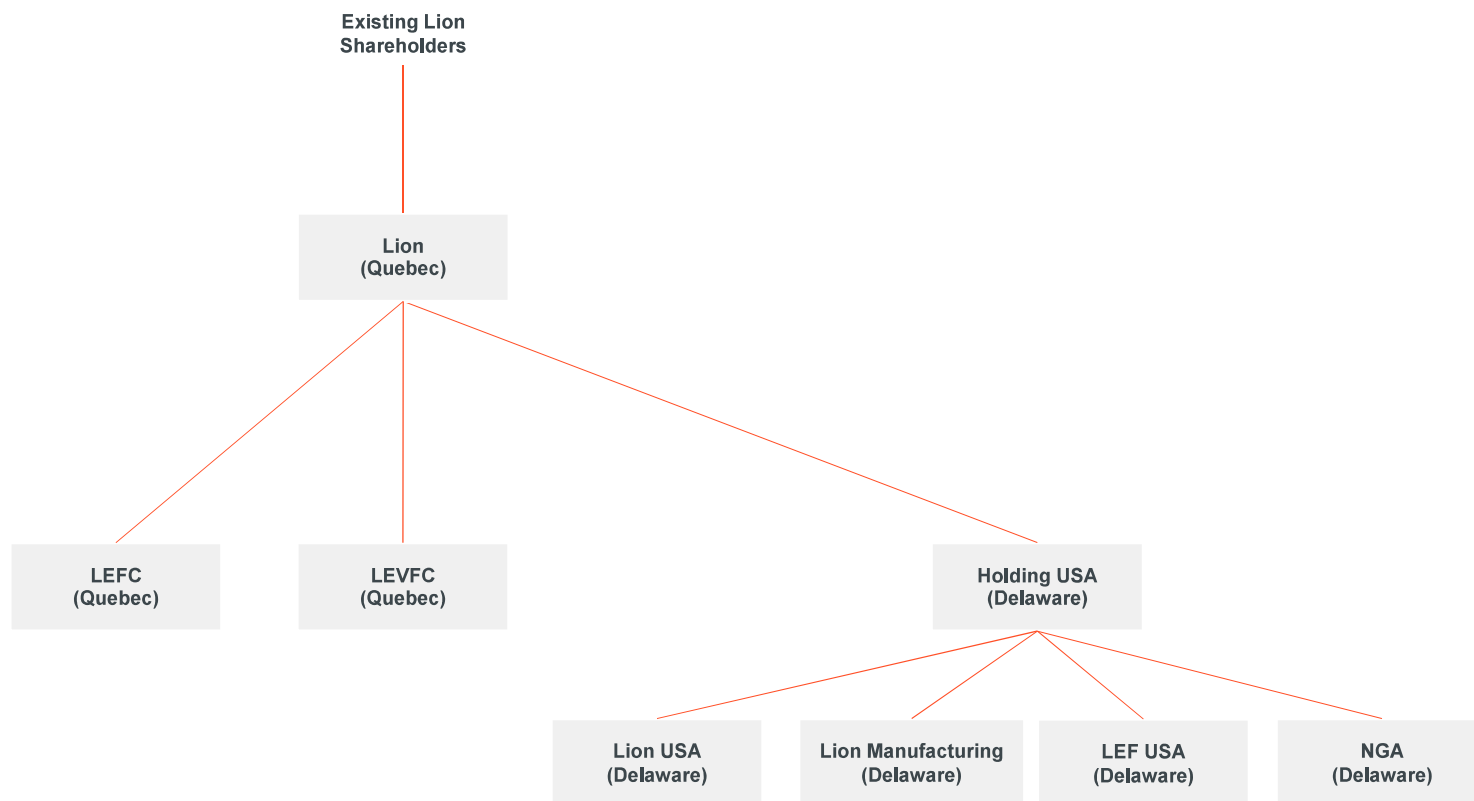 Existing Lion
Shareholders
Lion
(Quebec)
LEFC
(Quebec)
LEVFC
(Quebec)
Holding USA
(Delaware)
Lion USA
(Delaware)
Lion Manufacturing
(Delaware)
LEF USA
(Delaware)
NGA
(Delaware)